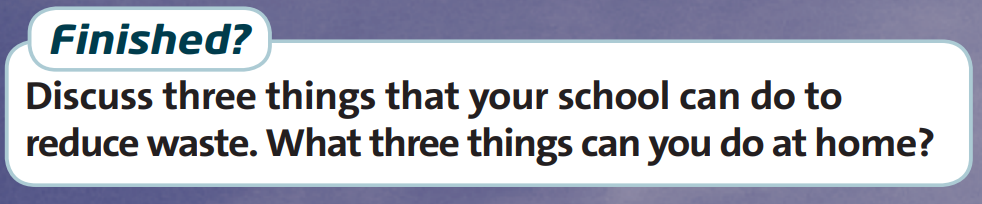 Finished?
Discuss three things that your school can do to
reduce waste. What three things can you do at home?